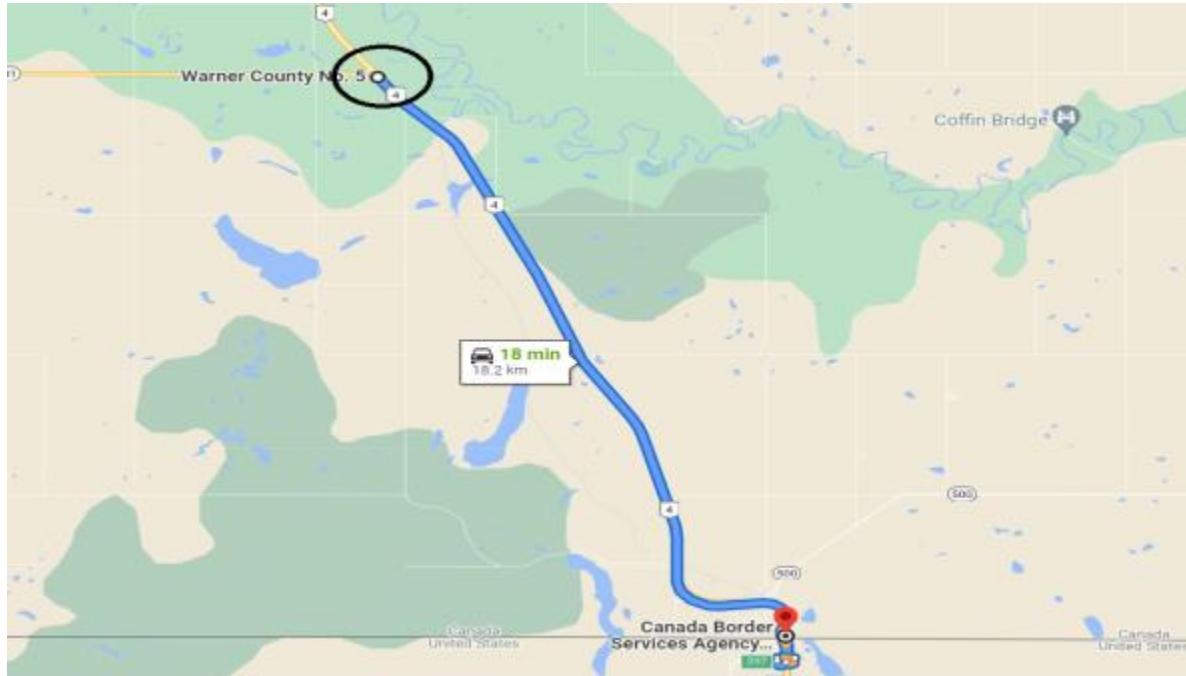 4
Warner County No. 5
4
Coffin Bridge
4
18 min
18.2 km
500
4
500
Canada
United States
Canada Border
Services Agency...
Canada
United States